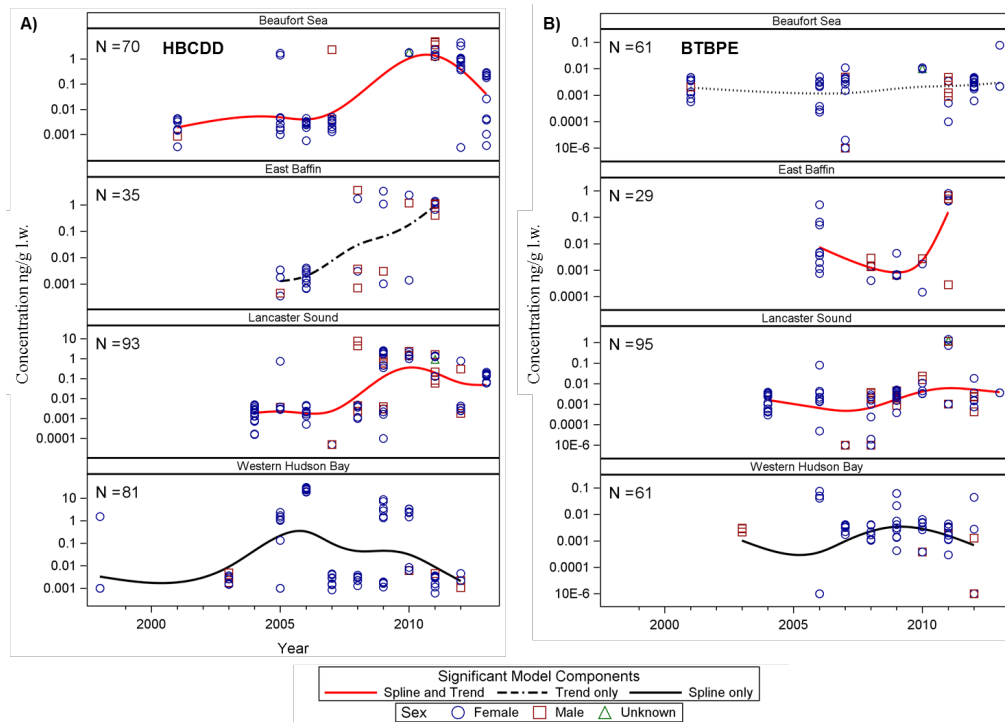 A)
Beaufort Sea
N =70
HBCDD
1
0.1
0.01
0.001
East Baffin
N =35
1
0.1
0.01
0.001
Lancaster Sound
N =93
10
1
0.1
0.01
0.001
0.0001
Western Hudson Bay
N =81
10
1
0.1
0.01
0.001
Concentration ng/g l.w.
2000
2005
2010
Year
B)
Beaufort Sea
N =61
BTBPE
0.1
0.01
0.001
0.0001
10E-6
East Baffin
N =29
1
0.1
0.01
0.001
0.0001
Lancaster Sound
N =95
1
0.1
0.01
0.001
0.0001
10E-6
Western Hudson Bay
N =61
0.1
0.01
0.001
0.0001
10E-6
Concentration ng/g l.w.
2000
2005
2010
Significant Model Components
Spline and Trend Trend only Spline only
Sex Female Male Unknown